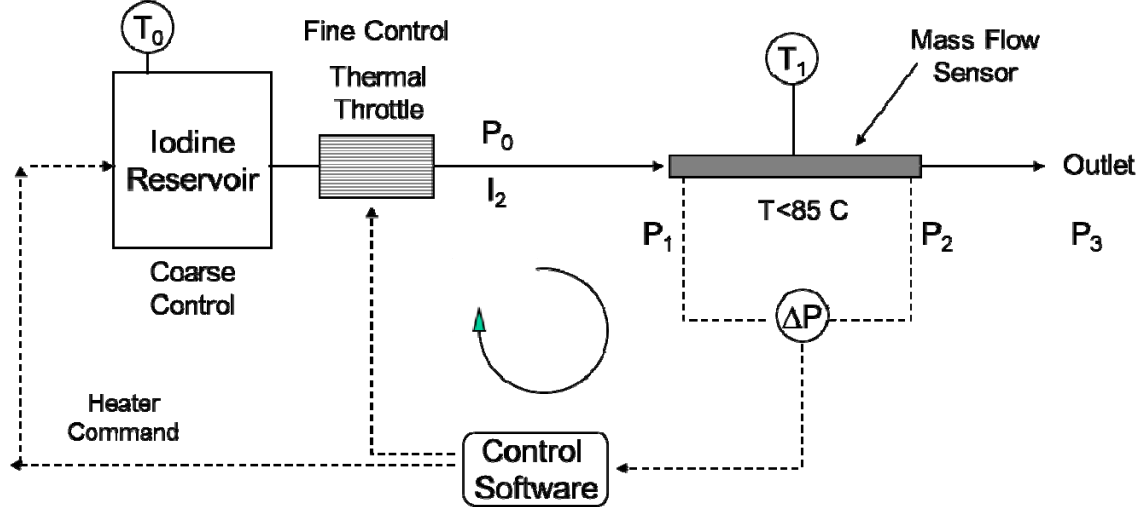 T₀
Fine Control
Thermal
Throttle
Iodine
Reservoir
Coarse
Control
P₀
I₂
T₁
Mass Flow
Sensor
Outlet
T<85 C
P₁
P₂
P₃
ΔP
Heater
Command
Control
Software